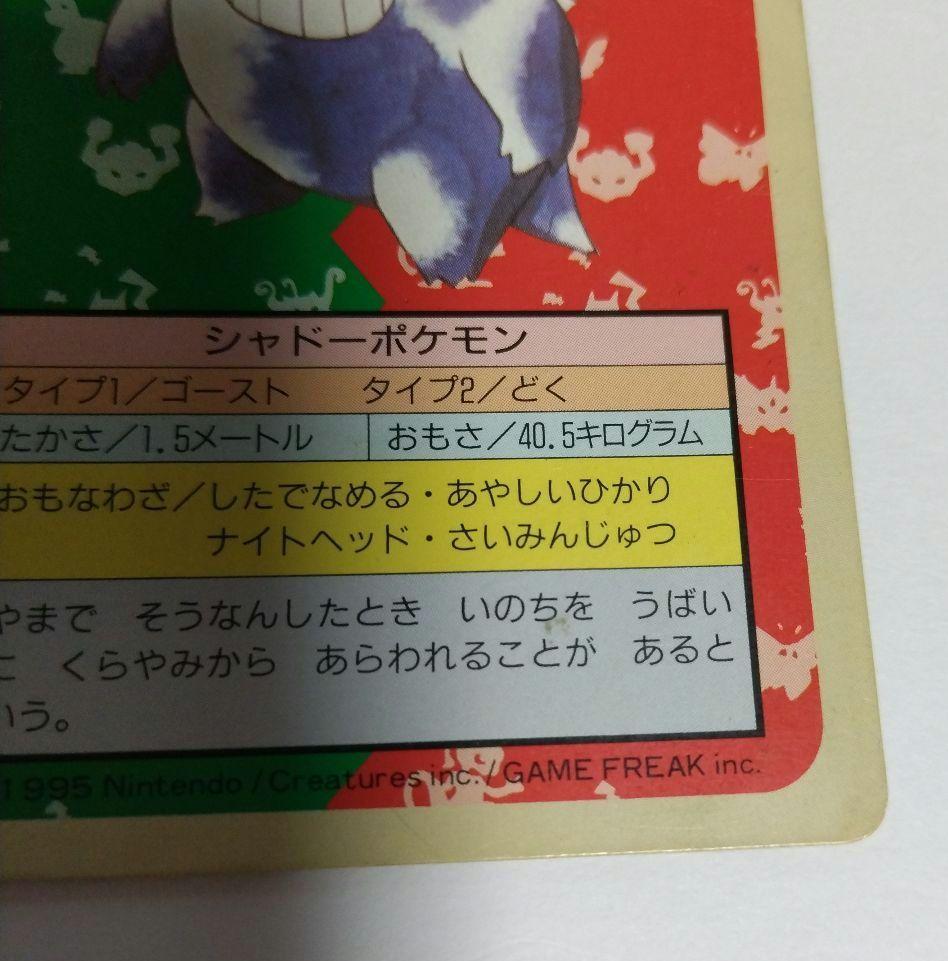 シャドーポケモン
タイプ1/ゴースト タイプ2/どく
たかさ/1.5メートル おもさ/40.5キログラム
おもなわざ/したでなめる・あやしいひかり
ナイトヘッド・さいみんじゅつ
やまで そうなんしたとき いのちを うばい
に くらやみから あらわれることが あると
いう。
1995 Nintendo/Creatures inc./GAME FREAK inc.